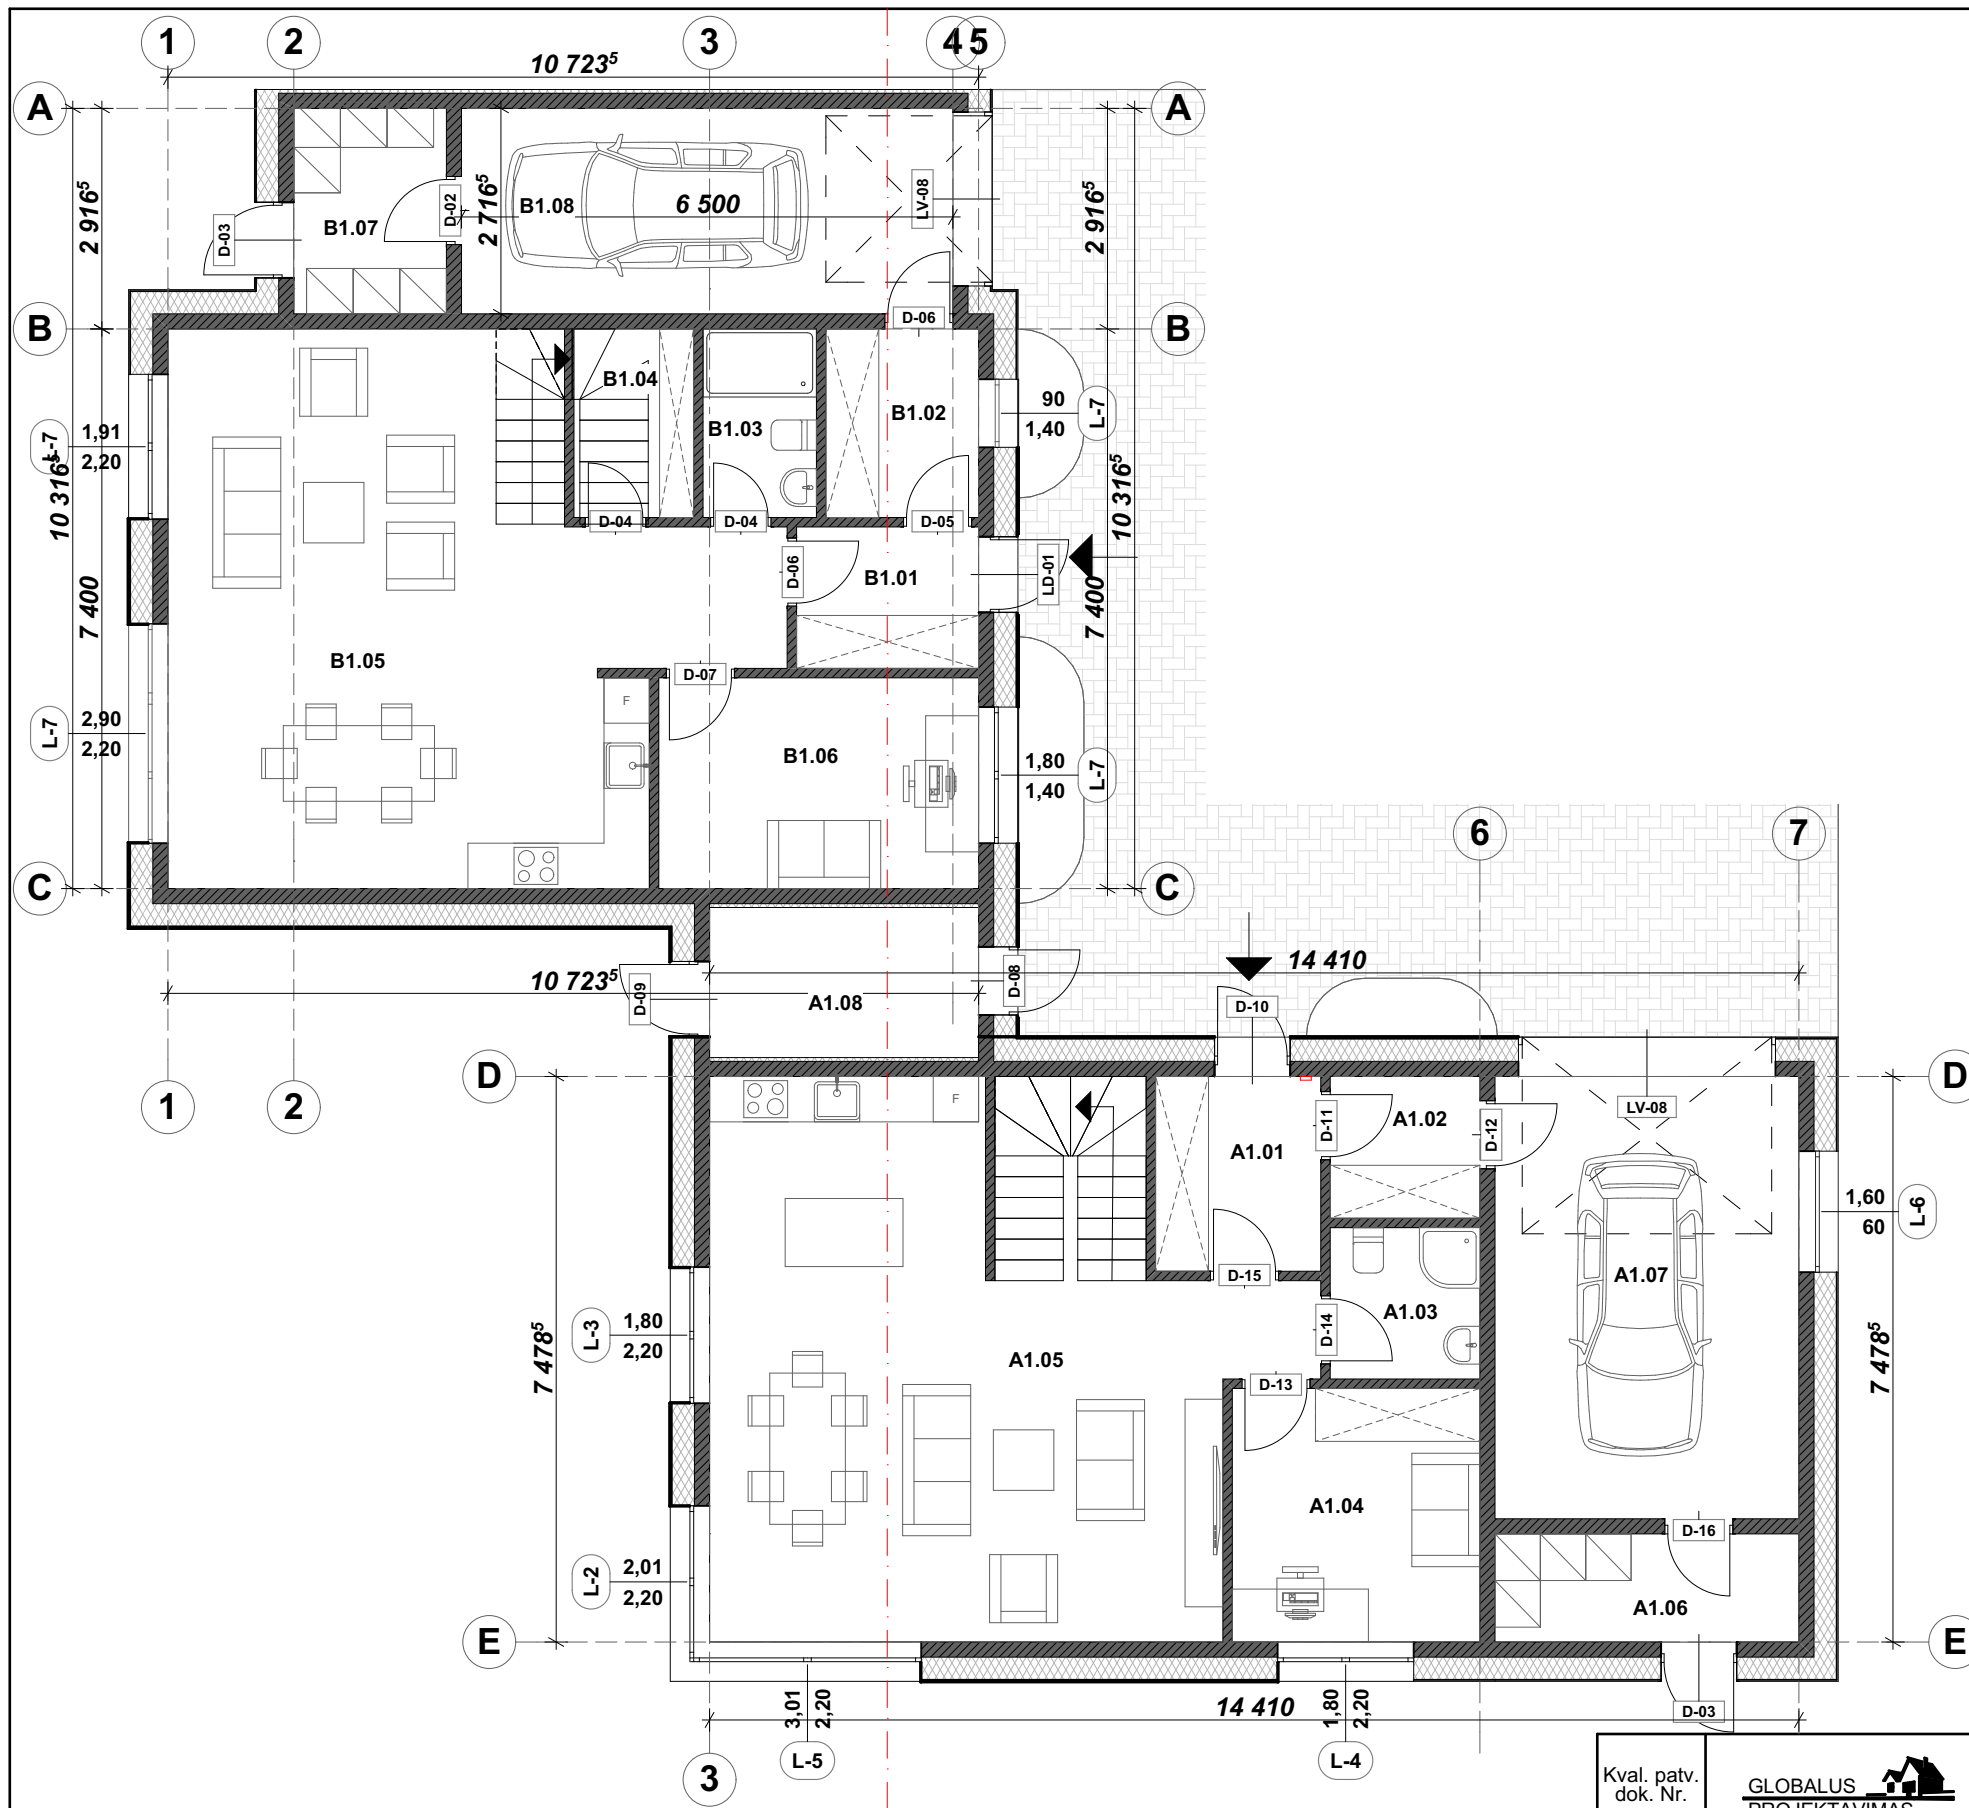 1 2 3 4 5
10 723⁵
A A
2 916⁵
2 716⁵
B1.07
D-03
D-02
B1.08
6 500
LV-08
2 916⁵
B B
D-06
B1.04
B1.03
B1.02
90
1,40
L-7
L-7
1,91
2,20
10 316⁵
10 316⁵
D-04
D-04
D-05
D-06
B1.01
LD-01
7 400
7 400
B1.05
D-07
F
L-7
2,90
2,20
B1.06
1,80
1,40
L-7
6 7
C C
10 723⁵
D-09
A1.08
D-08
14 410
D-10
D D
1 2
F
A1.01
D-11
A1.02
D-12
LV-08
1,60
60
L-6
A1.07
D-15
A1.03
D-14
L-3
1,80
2,20
7 478⁵
7 478⁵
A1.05
D-13
A1.04
D-16
L-2
2,01
2,20
A1.06
E E
3,01
2,20
L-5
14 410
1,80
2,20
L-4
D-03
3
Kval. patv.
dok. Nr.
GLOBALUS
PROJEKTAVIMAS